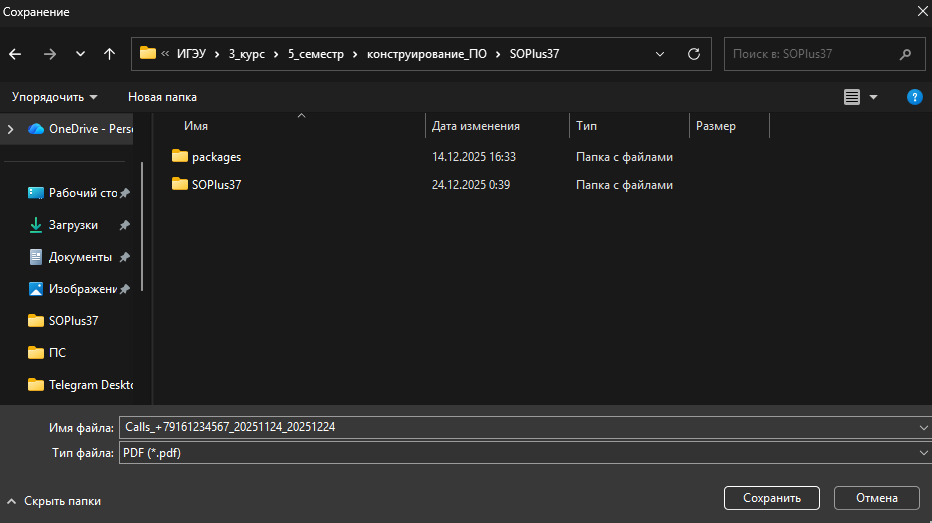 Сохранение
« ИГЭУ › 3_курс › 5_семестр › конструирование_ПО › SOPlus37
Поиск в: SOPlus37
Упорядочить Новая папка ?
OneDrive - Perso
Имя Дата изменения Тип Размер
packages 14.12.2025 16:33 Папка с файлами
SOPlus37 24.12.2025 0:39 Папка с файлами
Рабочий сто
Загрузки
Документы
Изображени
SOPlus37
ПС
Telegram Deskto
Имя файла: Calls_+79161234567_20251124_20251224
Тип файла: PDF (*.pdf)
Скрыть папки Сохранить Отмена